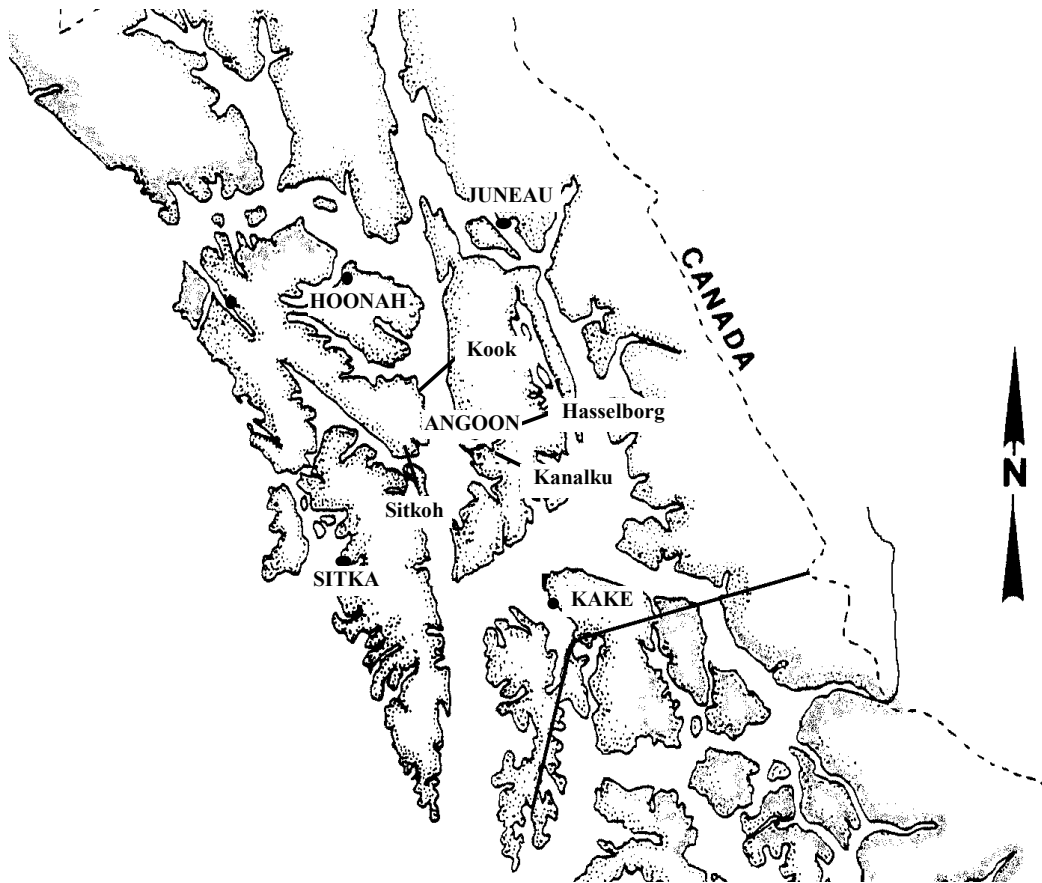 JUNEAU
CANADA
HOONAH
Kook
Hasselborg
ANGOON
Kanalku
Sitkoh
N
SITKA
KAKE